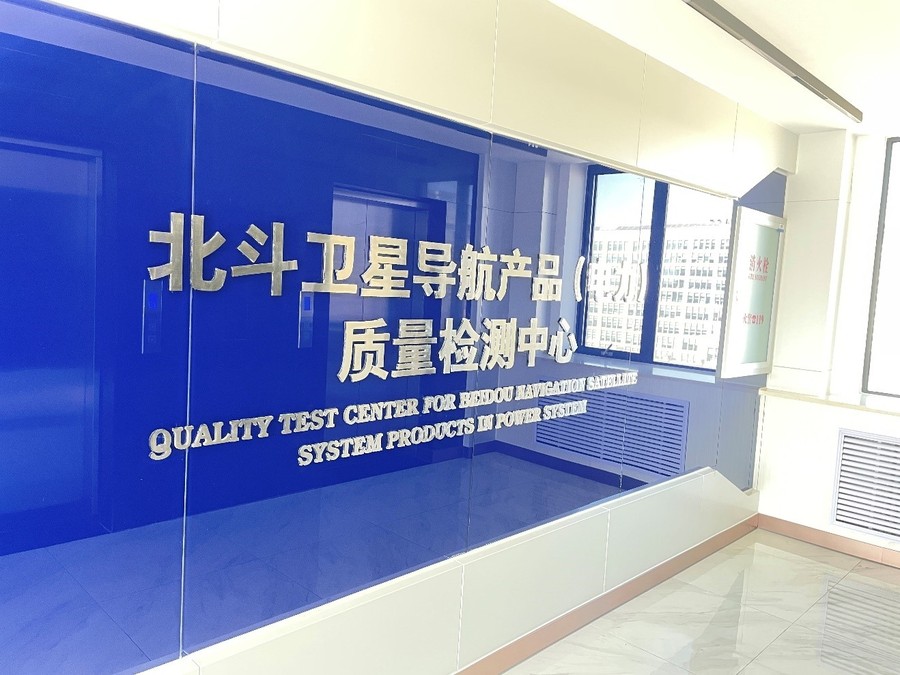 北斗卫星导航产品（电力）
质量检测中心
QUALITY TEST CENTER FOR BEIDOU NAVIGATION SATELLITE
SYSTEM PRODUCTS IN POWER SYSTEM
消火栓